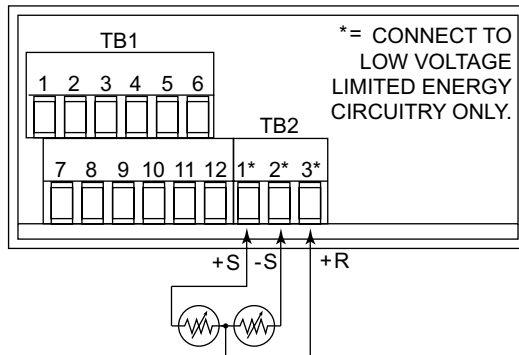 TB1
*= CONNECT TO
LOW VOLTAGE
LIMITED ENERGY
CIRCUITRY ONLY.
1 2 3 4 5 6
TB2
7 8 9 10 11 12 1* 2* 3*
+S -S +R